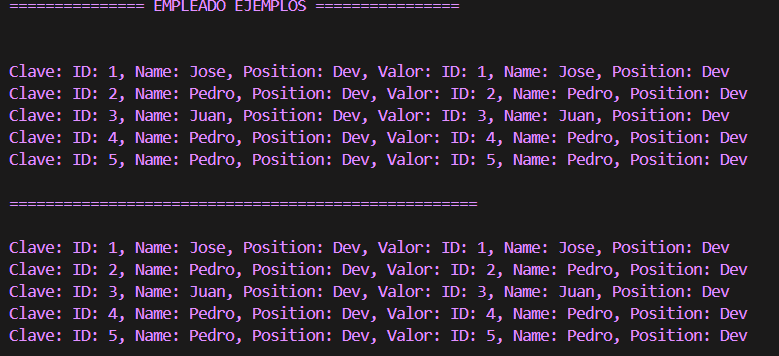 =============== EMPLEADO EJEMPLOS ================
Clave: ID: 1, Name: Jose, Position: Dev, Valor: ID: 1, Name: Jose, Position: Dev
Clave: ID: 2, Name: Pedro, Position: Dev, Valor: ID: 2, Name: Pedro, Position: Dev
Clave: ID: 3, Name: Juan, Position: Dev, Valor: ID: 3, Name: Juan, Position: Dev
Clave: ID: 4, Name: Pedro, Position: Dev, Valor: ID: 4, Name: Pedro, Position: Dev
Clave: ID: 5, Name: Pedro, Position: Dev, Valor: ID: 5, Name: Pedro, Position: Dev
====================================================
Clave: ID: 1, Name: Jose, Position: Dev, Valor: ID: 1, Name: Jose, Position: Dev
Clave: ID: 2, Name: Pedro, Position: Dev, Valor: ID: 2, Name: Pedro, Position: Dev
Clave: ID: 3, Name: Juan, Position: Dev, Valor: ID: 3, Name: Juan, Position: Dev
Clave: ID: 4, Name: Pedro, Position: Dev, Valor: ID: 4, Name: Pedro, Position: Dev
Clave: ID: 5, Name: Pedro, Position: Dev, Valor: ID: 5, Name: Pedro, Position: Dev